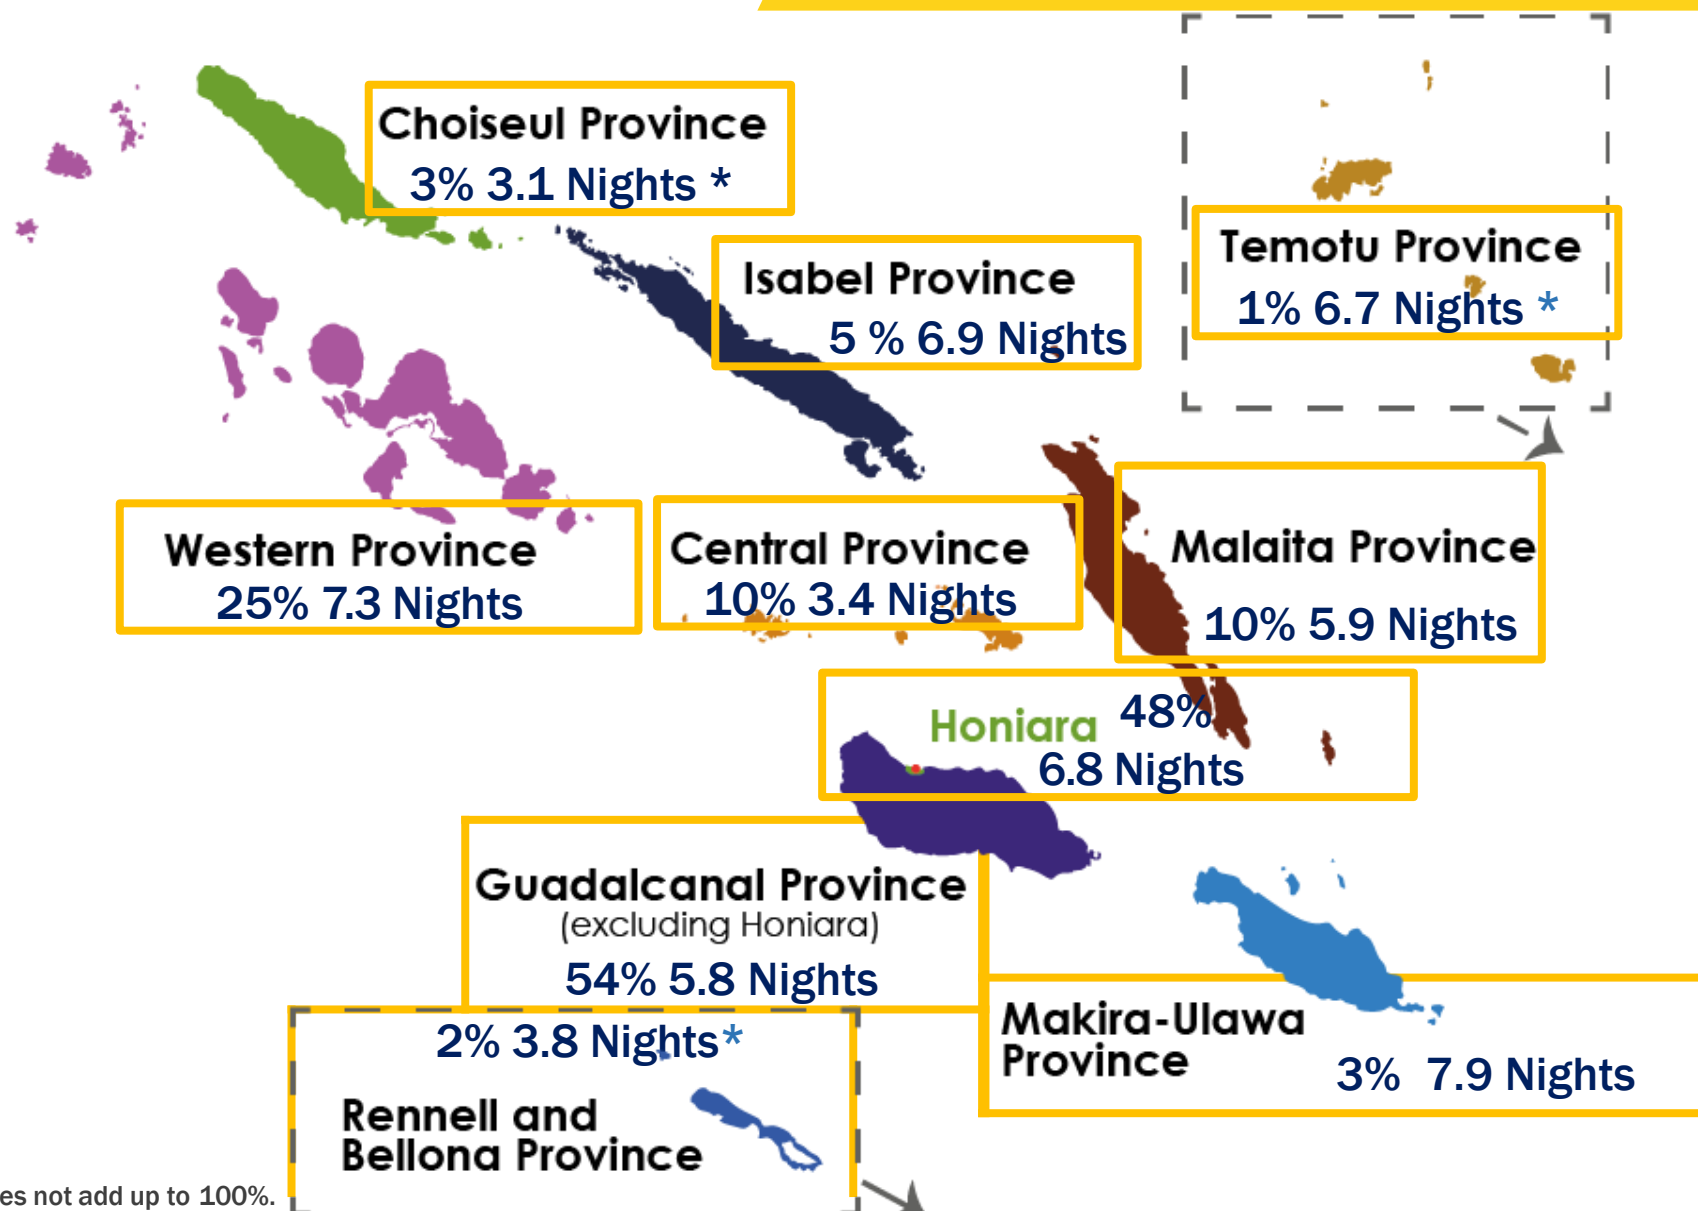 Choiseul Province
3% 3.1 Nights *
Isabel Province
5 % 6.9 Nights
Temotu Province
1% 6.7 Nights *
Western Province
25% 7.3 Nights
Central Province
10% 3.4 Nights
Malaita Province
10% 5.9 Nights
Honiara 48%
6.8 Nights
Guadalcanal Province
(excluding Honiara)
54% 5.8 Nights
2% 3.8 Nights*
Rennell and
Bellona Province
Makira-Ulawa
Province
3% 7.9 Nights
not add up to 100%.